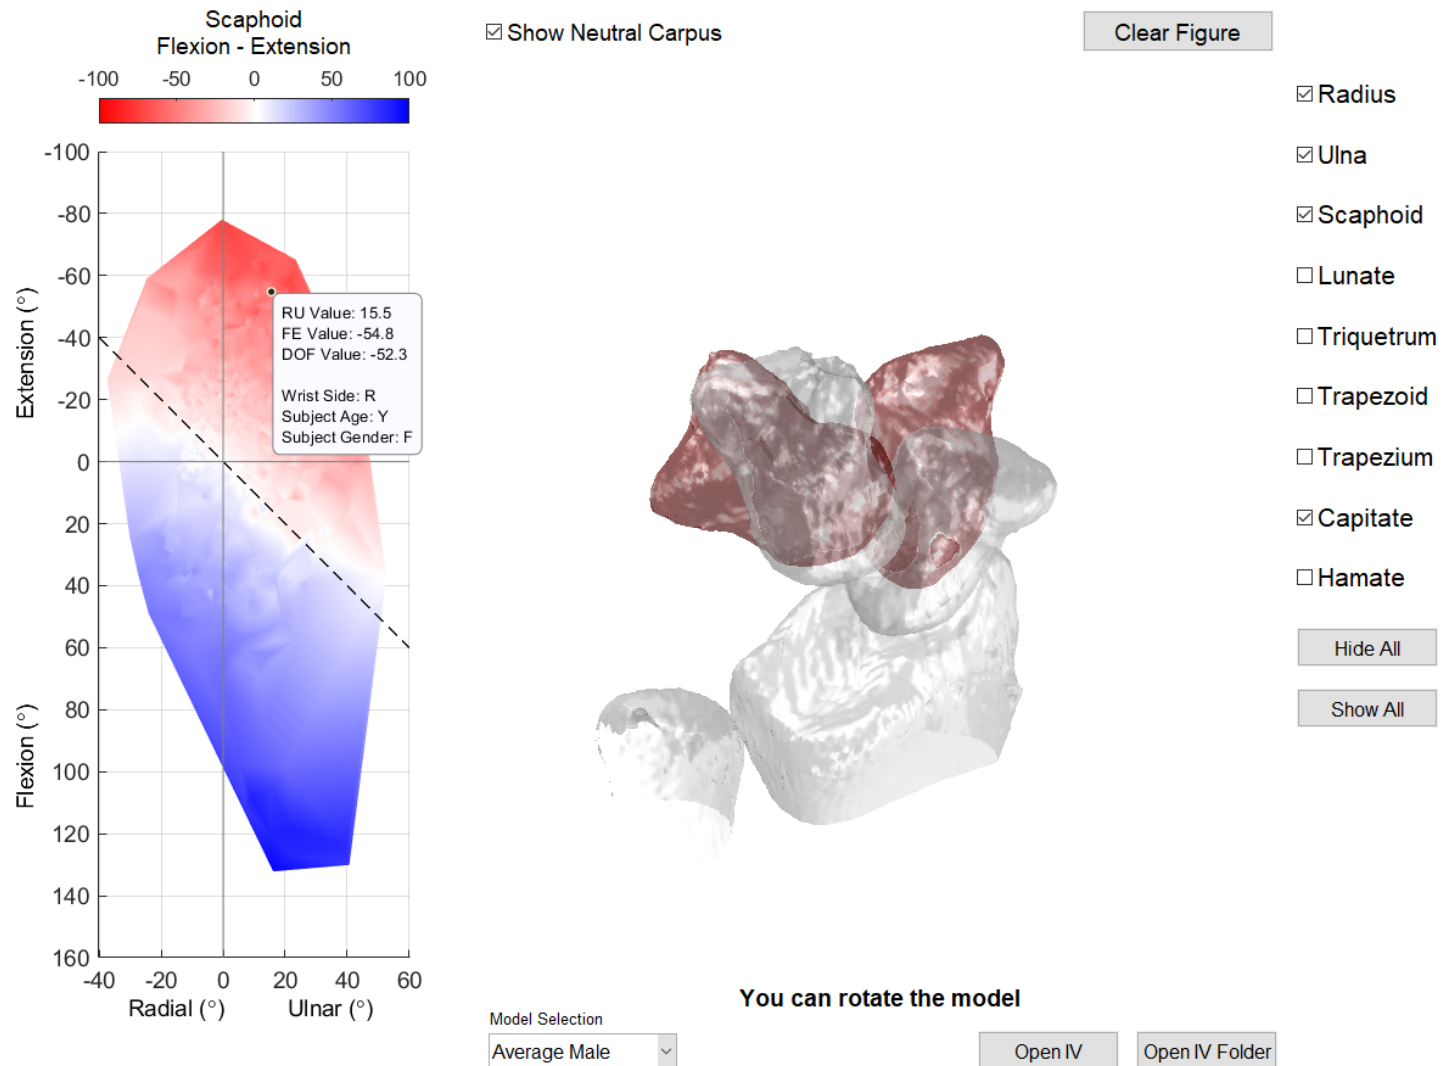 Scaphoid
Flexion - Extension
-100 -50 0 50 100
-100
-80
-60
-40
-20
0
20
40
60
80
100
120
140
160
Extension (°)
Flexion (°)
-40 -20 0 20 40 60
Radial (°) Ulnar (°)
RU Value: 15.5
FE Value: -54.8
DOF Value: -52.3
Wrist Side: R
Subject Age: Y
Subject Gender: F
Show Neutral Carpus
Clear Figure
Radius
Ulna
Scaphoid
Lunate
Triquetrum
Trapezoid
Trapezium
Capitate
Hamate
Hide All
Show All
You can rotate the model
Model Selection
Average Male
Open IV
Open IV Folder